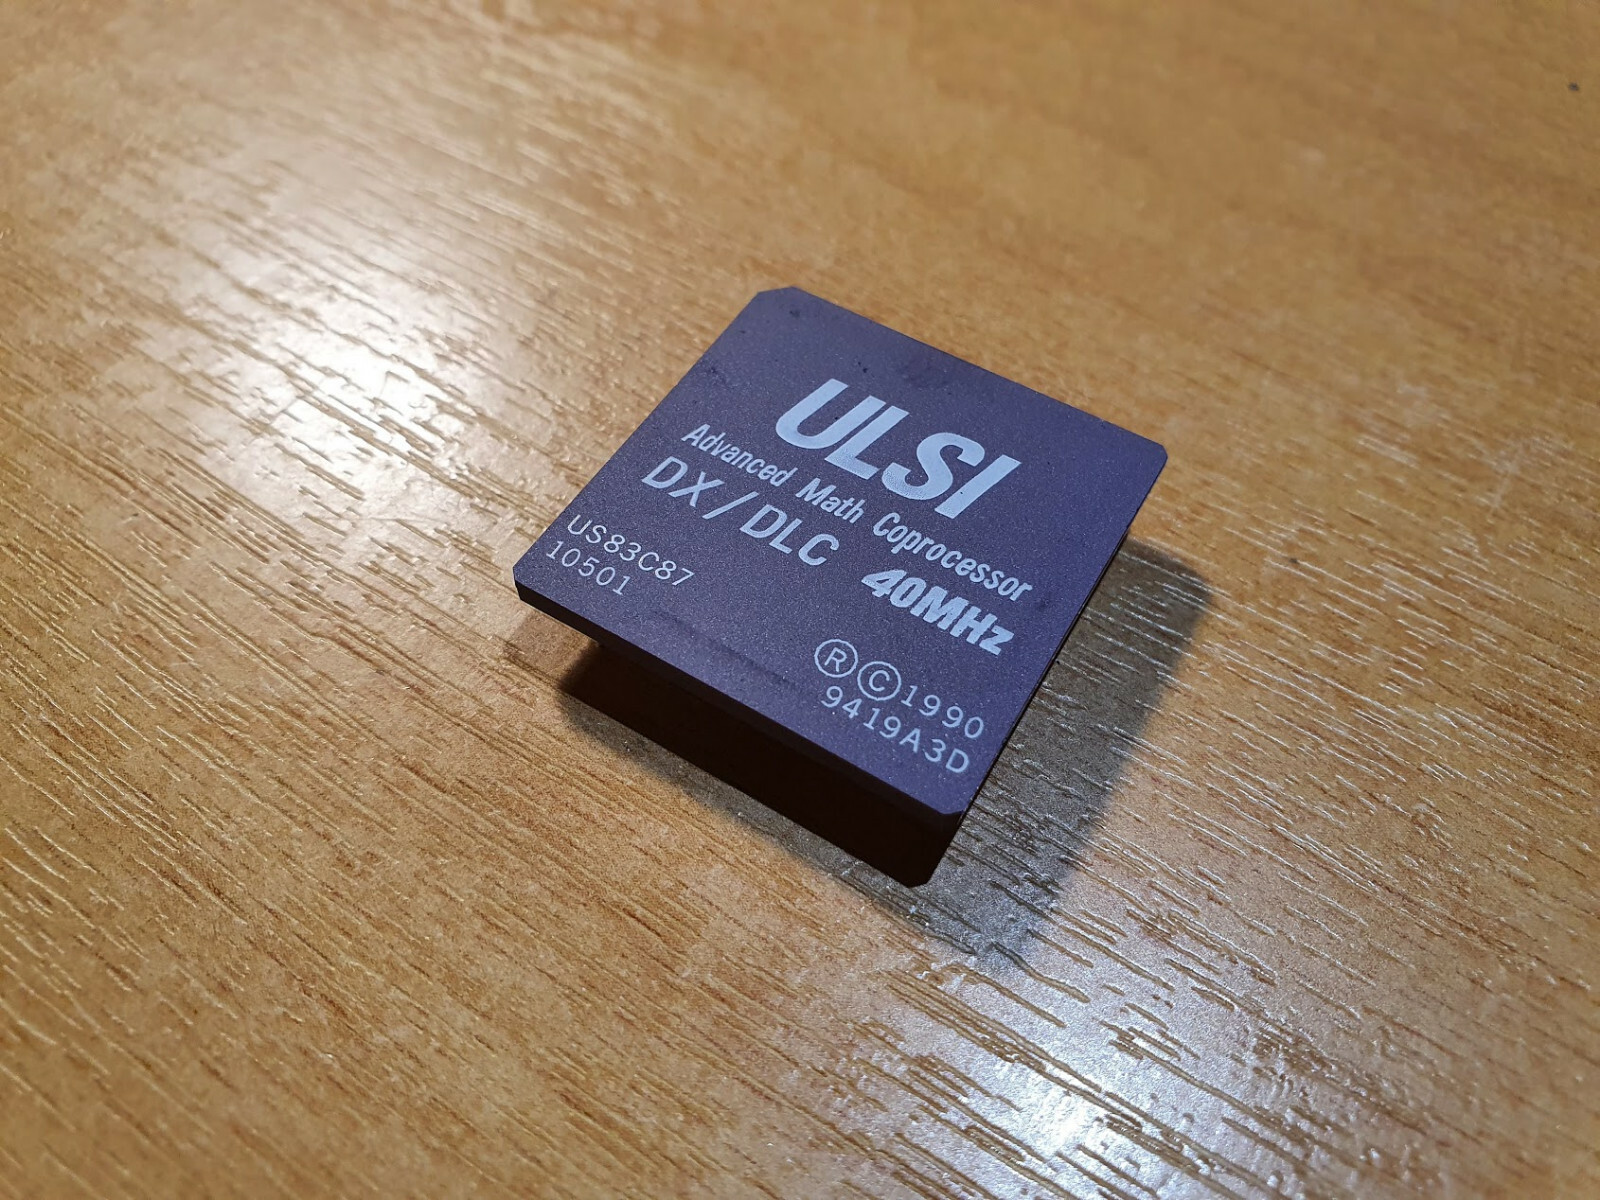 ULSI
Advanced Math Coprocessor
DX/DLC 40MHz
US83C87
10501
®©1990
9419A3D